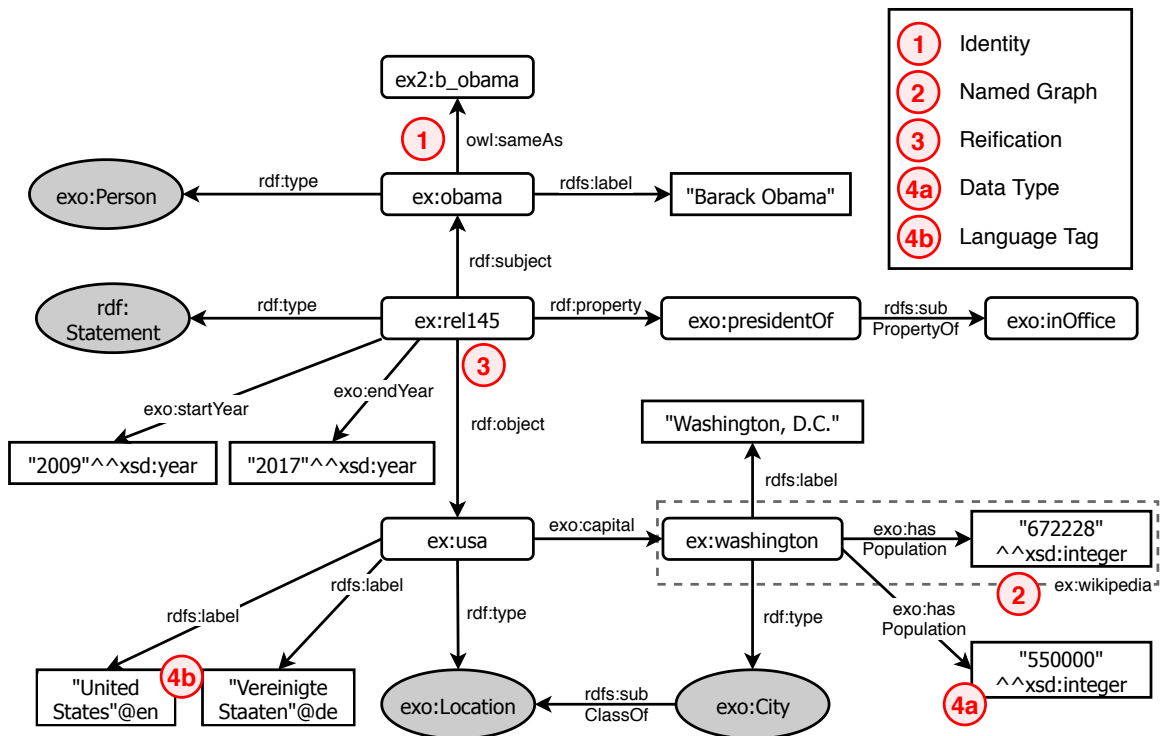 ex2:b_obama
1
Identity
2
Named Graph
3
Reification
4a
Data Type
4b
Language Tag
1
owl:sameAs
exo:Person
rdf:type
ex:obama
rdfs:label
"Barack Obama"
rdf:subject
rdf:
Statement
rdf:type
ex:rel145
rdf:property
exo:presidentOf
rdfs:sub
PropertyOf
exo:inOffice
3
exo:startYear
exo:endYear
rdf:object
"2009"^^xsd:year
"2017"^^xsd:year
"Washington, D.C."
rdfs:label
ex:usa
exo:capital
ex:washington
exo:has
Population
"672228"
^^xsd:integer
2
ex:wikipedia
rdfs:label
rdfs:label
rdf:type
rdf:type
exo:has
Population
"United
States"@en
4b
"Vereinigte
Staaten"@de
exo:Location
rdfs:sub
ClassOf
exo:City
"550000"
^^xsd:integer
4a